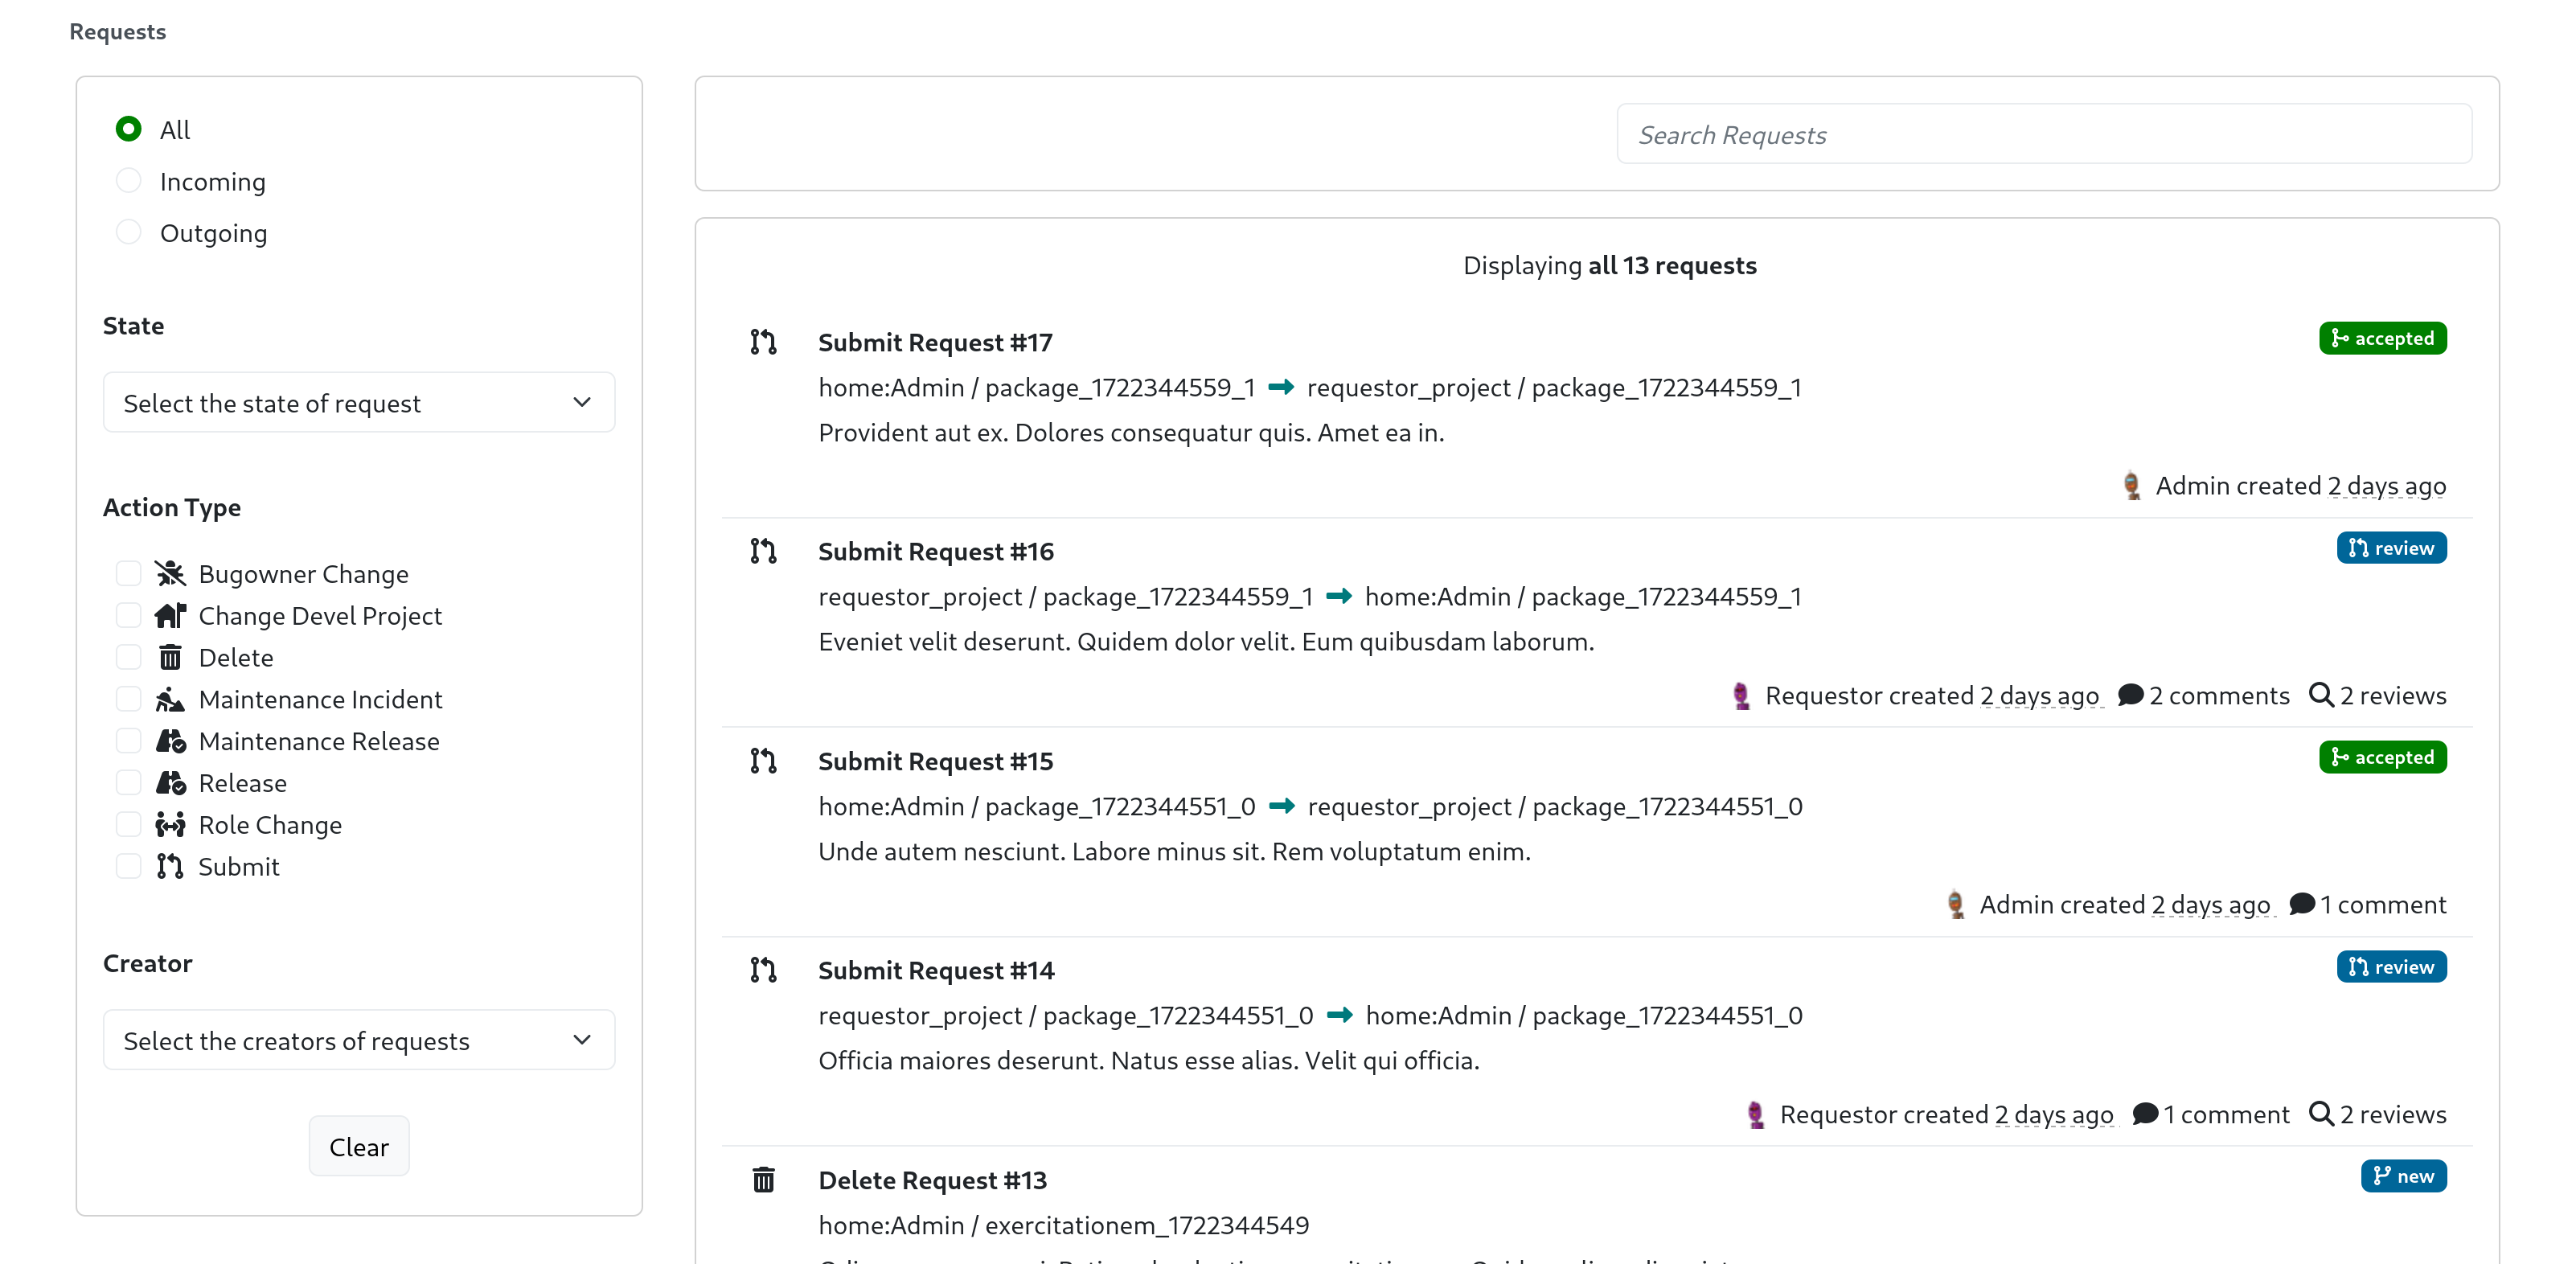 Requests
All
Incoming
Outgoing
State
Select the state of request
Action Type
Bugowner Change
Change Devel Project
Delete
Maintenance Incident
Maintenance Release
Release
Role Change
Submit
Creator
Select the creators of requests
Clear
Search Requests
Displaying all 13 requests
Submit Request #17
accepted
home:Admin / package_1722344559_1 requestor_project / package_1722344559_1
Provident aut ex. Dolores consequatur quis. Amet ea in.
Admin created 2 days ago
Submit Request #16
review
requestor_project / package_1722344559_1 home:Admin / package_1722344559_1
Eveniet velit deserunt. Quidem dolor velit. Eum quibusdam laborum.
Requestor created 2 days ago 2 comments 2 reviews
Submit Request #15
accepted
home:Admin / package_1722344551_0 requestor_project / package_1722344551_0
Unde autem nesciunt. Labore minus sit. Rem voluptatum enim.
Admin created 2 days ago 1 comment
Submit Request #14
review
requestor_project / package_1722344551_0 home:Admin / package_1722344551_0
Officia maiores deserunt. Natus esse alias. Velit qui officia.
Requestor created 2 days ago 1 comment 2 reviews
Delete Request #13
new
home:Admin / exercitationem_1722344549